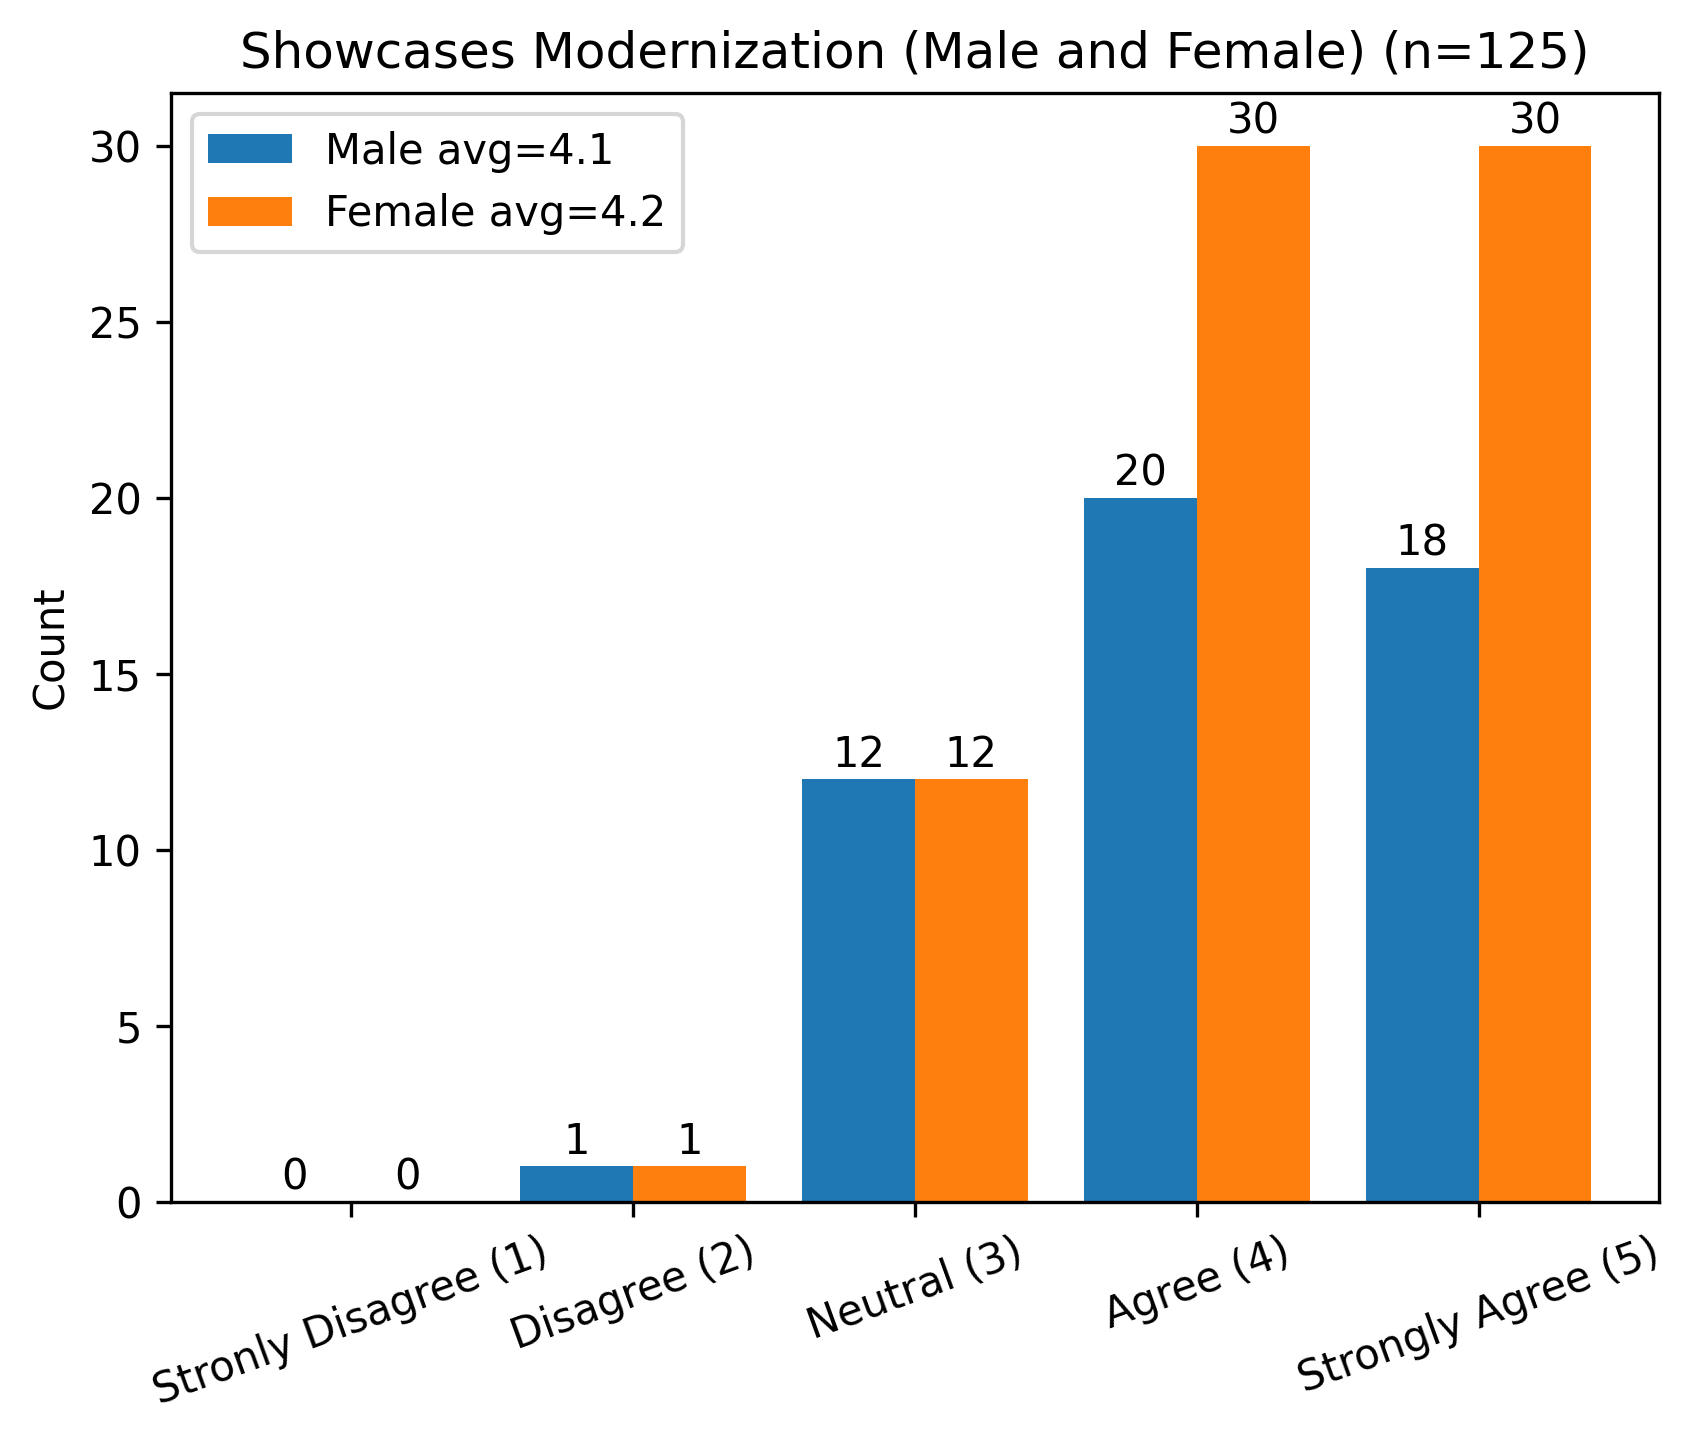 Showcases Modernization (Male and Female) (n=125)
Male avg=4.1
Female avg=4.2
Count
30
25
20
15
10
5
0
0 0
1 1
12 12
20 30
18 30
Stronly Disagree (1)
Disagree (2)
Neutral (3)
Agree (4)
Strongly Agree (5)